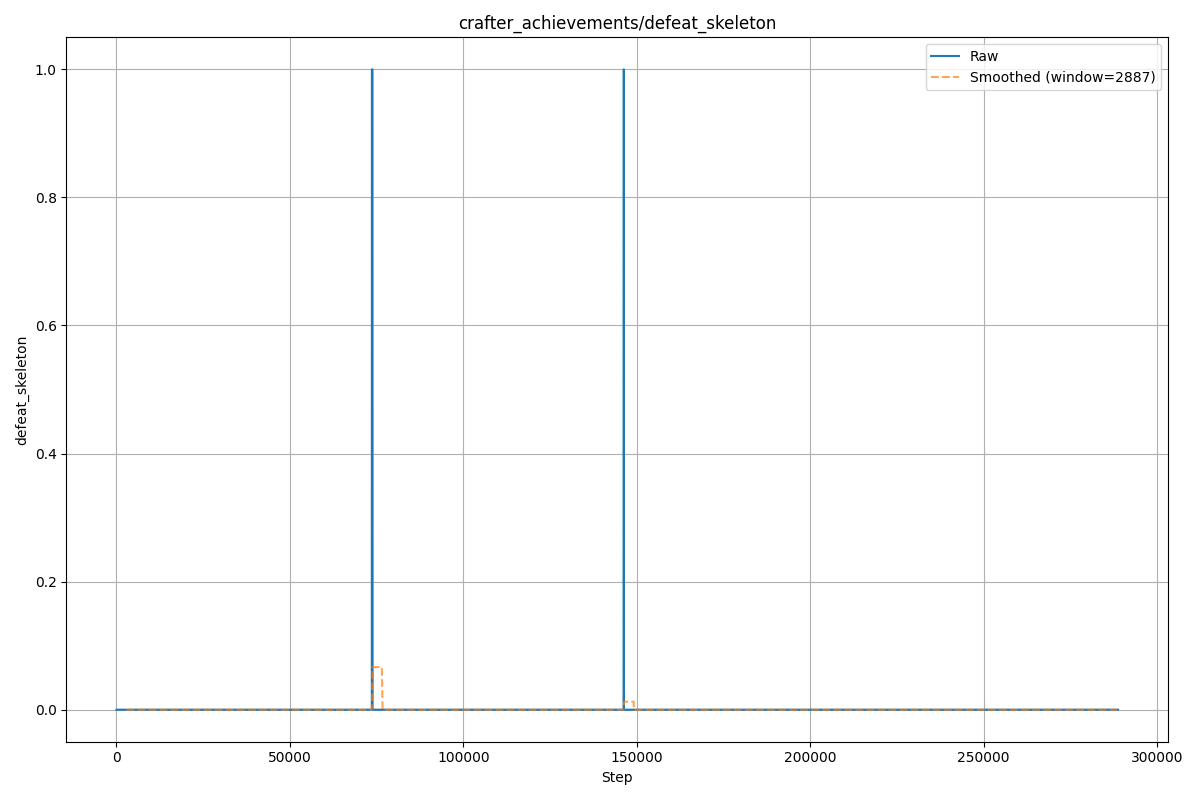 crafter_achievements/defeat_skeleton
Raw
Smoothed (window=2887)
1.0
0.8
0.6
0.4
0.2
0.0
defeat_skeleton
0 50000 100000 150000 200000 250000 300000
Step